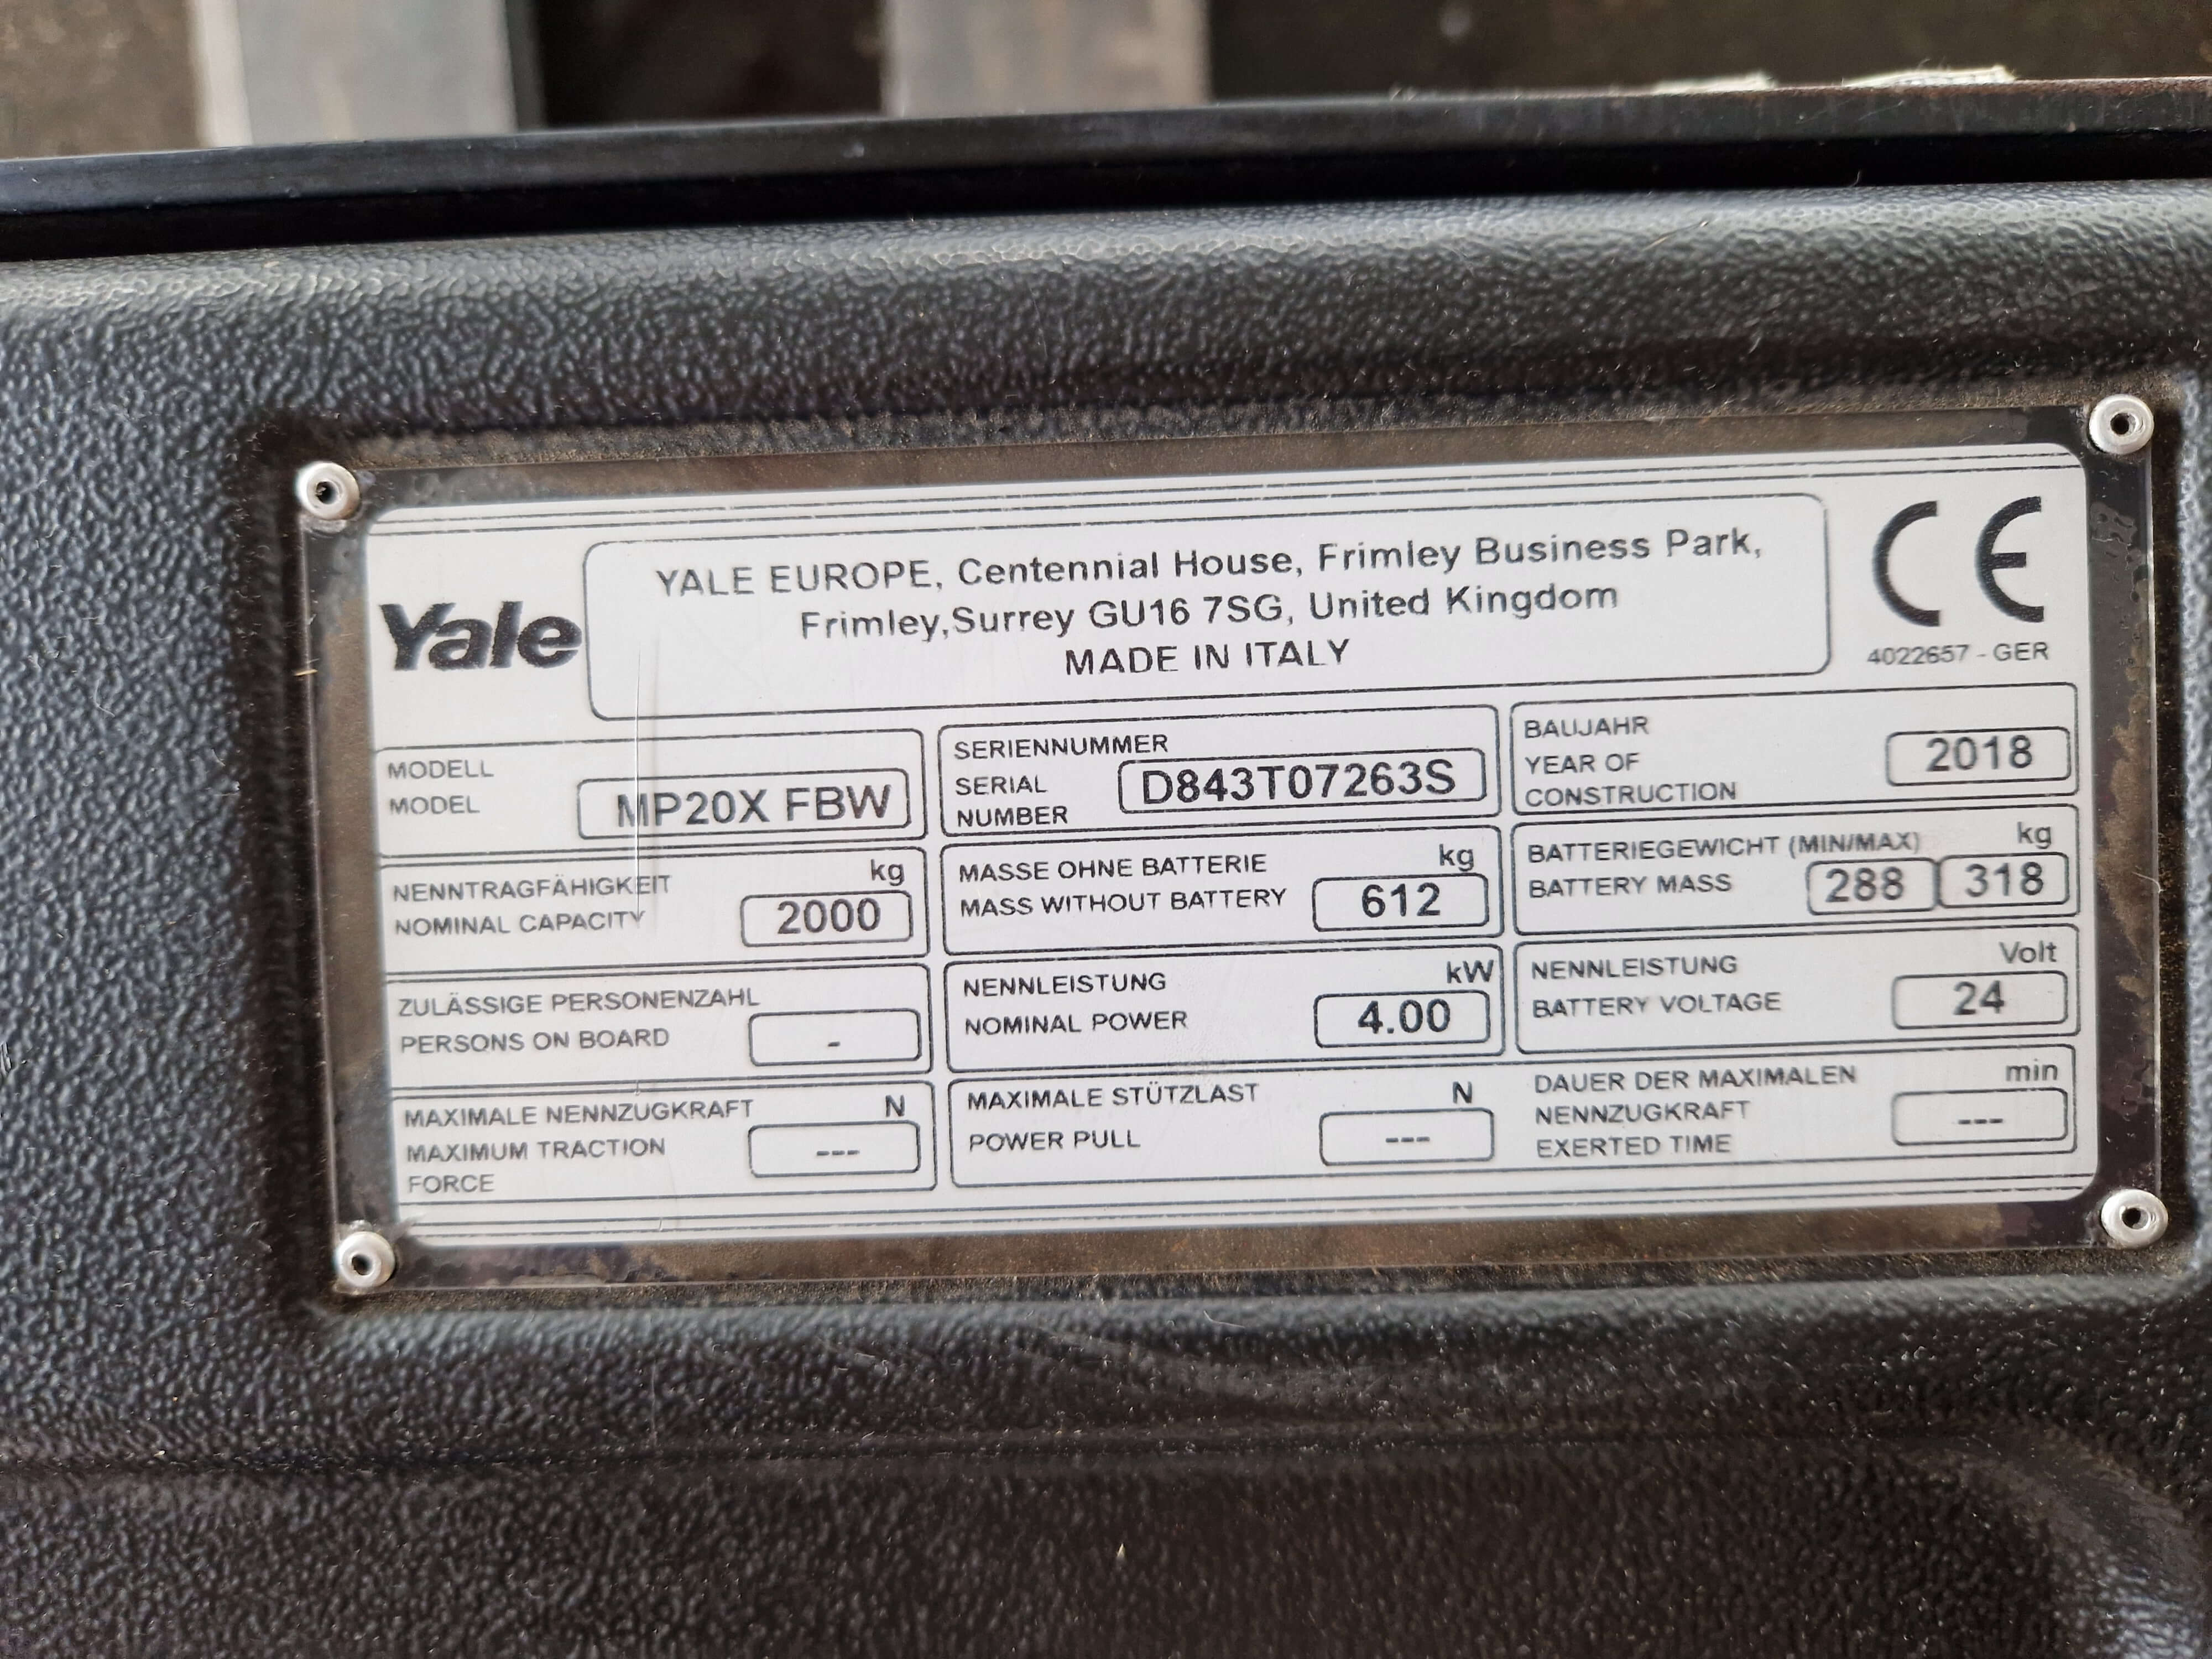 Yale
YALE EUROPE, Centennial House, Frimley Business Park,
Frimley,Surrey GU16 7SG, United Kingdom
MADE IN ITALY
CE
4022657 - GER
MODELL
MODEL
MP20X FBW
SERIENNUMMER
SERIAL
NUMBER
D843T07263S
BAUJAHR
YEAR OF
CONSTRUCTION
2018
NENNTRAGFÄHIGKEIT
NOMINAL CAPACITY
kg
2000
MASSE OHNE BATTERIE
MASS WITHOUT BATTERY
kg
612
BATTERIEGEWICHT (MIN/MAX)
BATTERY MASS
kg
288 318
ZULÄSSIGE PERSONENZAHL
PERSONS ON BOARD
-
NENNLEISTUNG
NOMINAL POWER
kW
4.00
NENNLEISTUNG
BATTERY VOLTAGE
Volt
24
MAXIMALE NENNZUGKRAFT
MAXIMUM TRACTION
FORCE
N
---
MAXIMALE STÜTZLAST
POWER PULL
N
---
DAUER DER MAXIMALEN
NENNZUGKRAFT
EXERTED TIME
min
---